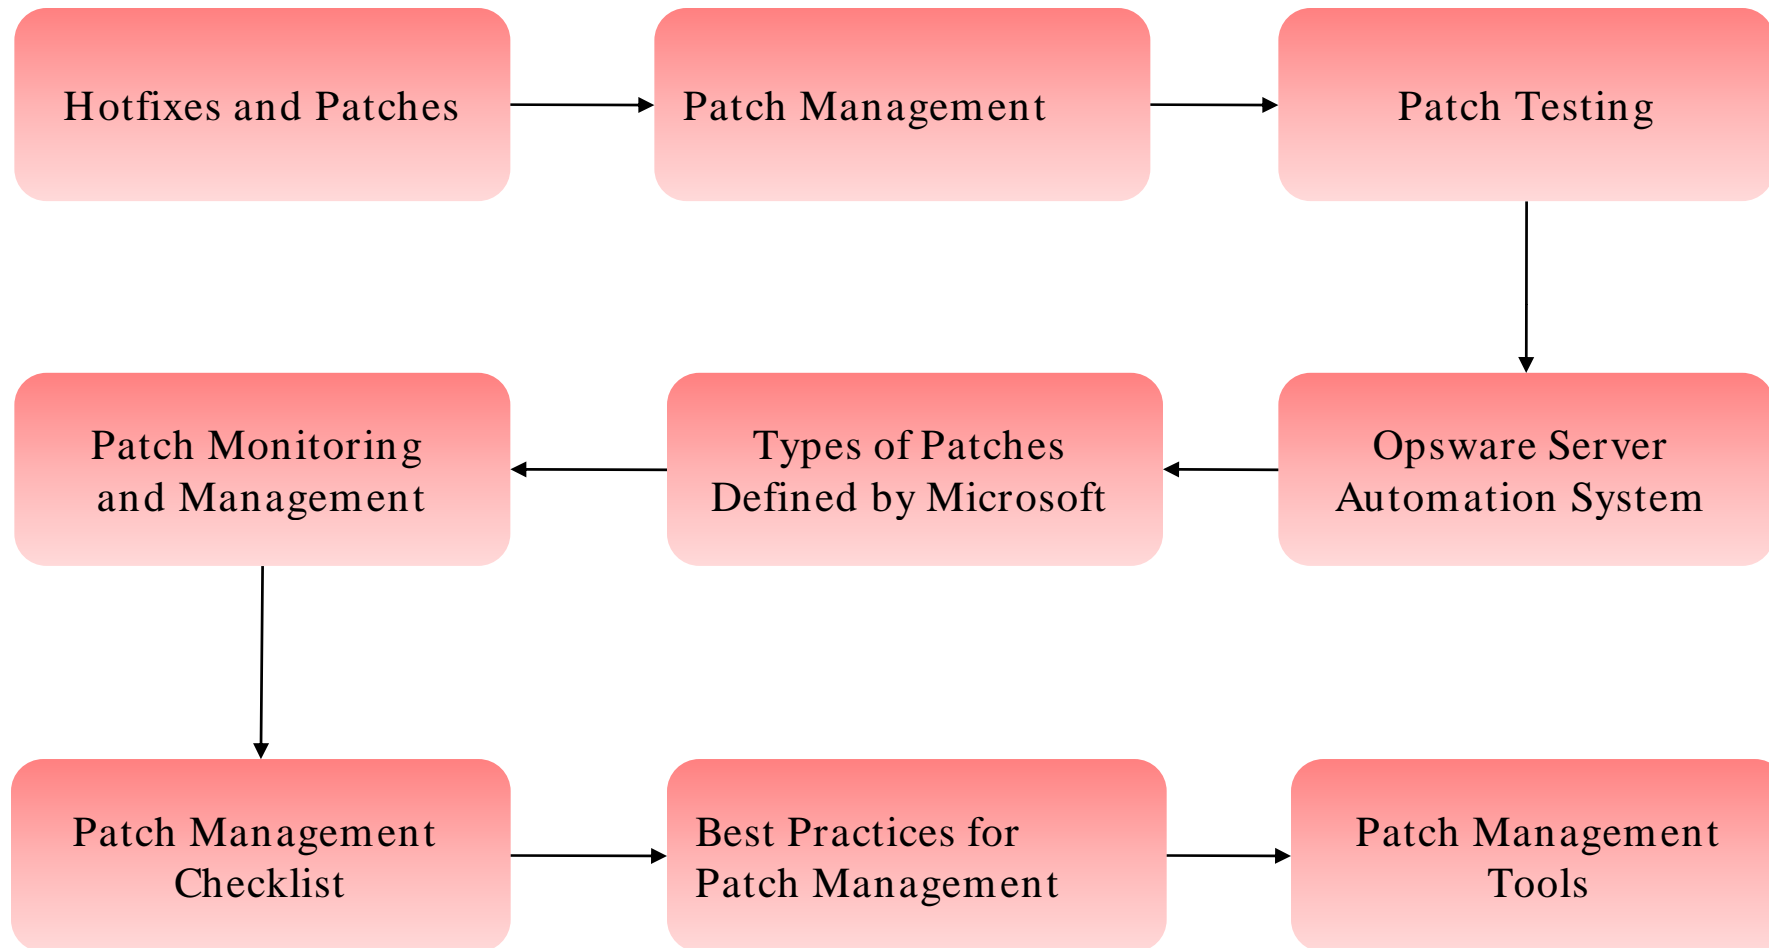 Hotfixes and Patches
Patch Management
Patch Testing
Patch Monitoring
and Management
Types of Patches
Defined by Microsoft
Opsware Server
Automation System
Patch Management
Checklist
Best Practices for
Patch Management
Patch Management
Tools